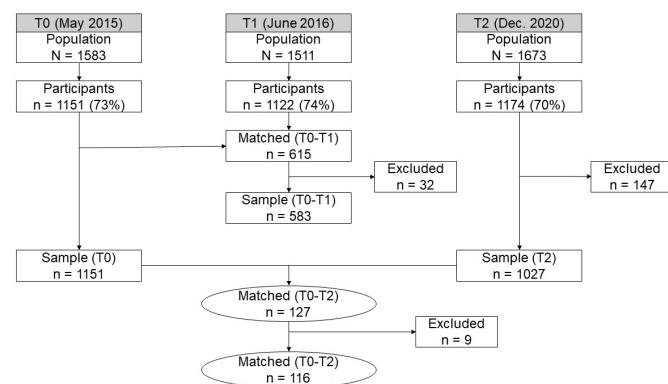 T0 (May 2015)
Population
N = 1583
Participants
n = 1151 (73%)
T1 (June 2016)
Population
N = 1511
Participants
n = 1122 (74%)
T2 (Dec. 2020)
Population
N = 1673
Participants
n = 1174 (70%)
Matched (T0-T1)
n = 615
Excluded
n = 32
Excluded
n = 147
Sample (T0-T1)
n = 583
Sample (T0)
n = 1151
Sample (T2)
n = 1027
Matched (T0-T2)
n = 127
Excluded
n = 9
Matched (T0-T2)
n = 116